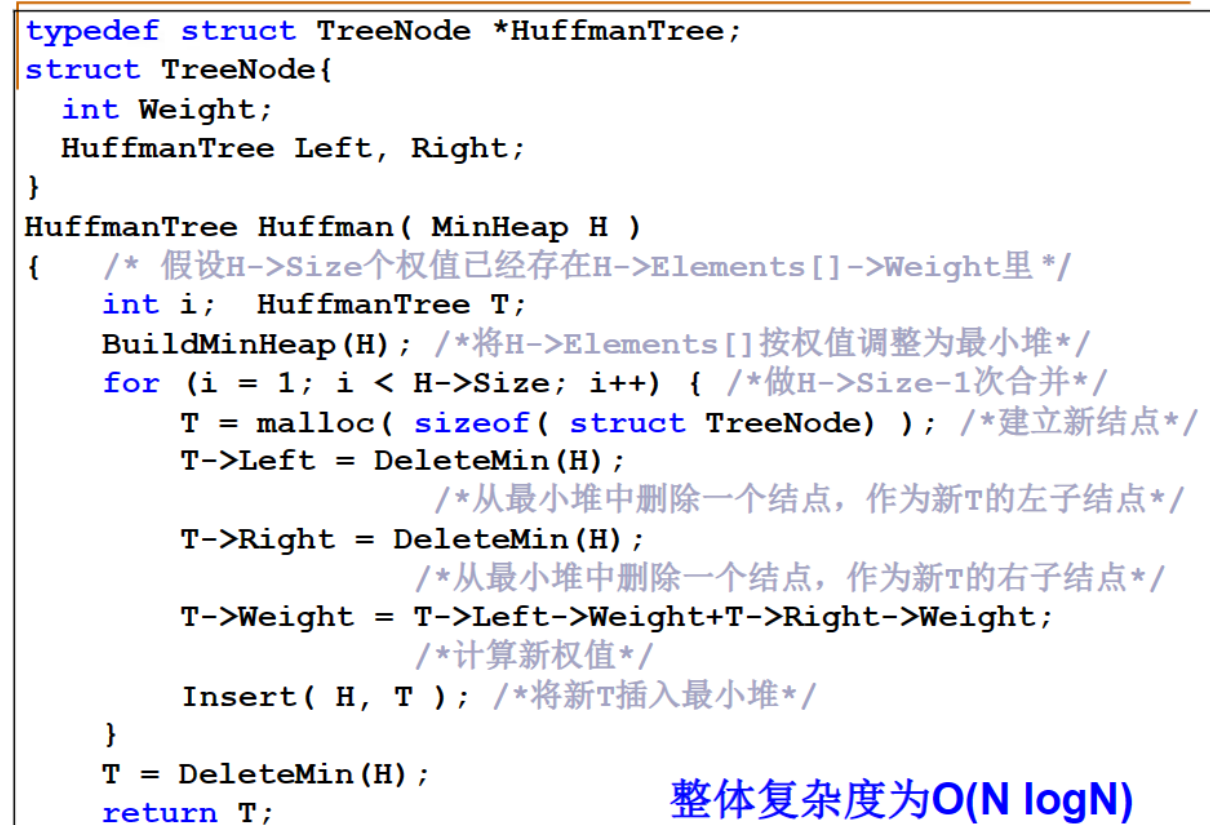 typedef struct TreeNode *HuffmanTree;
struct TreeNode{
  int Weight;
  HuffmanTree Left, Right;
}
HuffmanTree Huffman( MinHeap H )
{    /* 假设H->Size个权值已经存在H->Elements[]->Weight里*/
    int i;  HuffmanTree T;
    BuildMinHeap(H); /*将H->Elements[]按权值调整为最小堆*/
    for (i = 1; i < H->Size; i++) { /*做H->Size-1次合并*/
        T = malloc( sizeof( struct TreeNode) ); /*建立新结点*/
        T->Left = DeleteMin(H);
                     /*从最小堆中删除一个结点，作为新T的左子结点*/
        T->Right = DeleteMin(H);
                    /*从最小堆中删除一个结点，作为新T的右子结点*/
        T->Weight = T->Left->Weight+T->Right->Weight;
                    /*计算新权值*/
        Insert( H, T ); /*将新T插入最小堆*/
    }
    T = DeleteMin(H);
    return T;
整体复杂度为O(N logN)